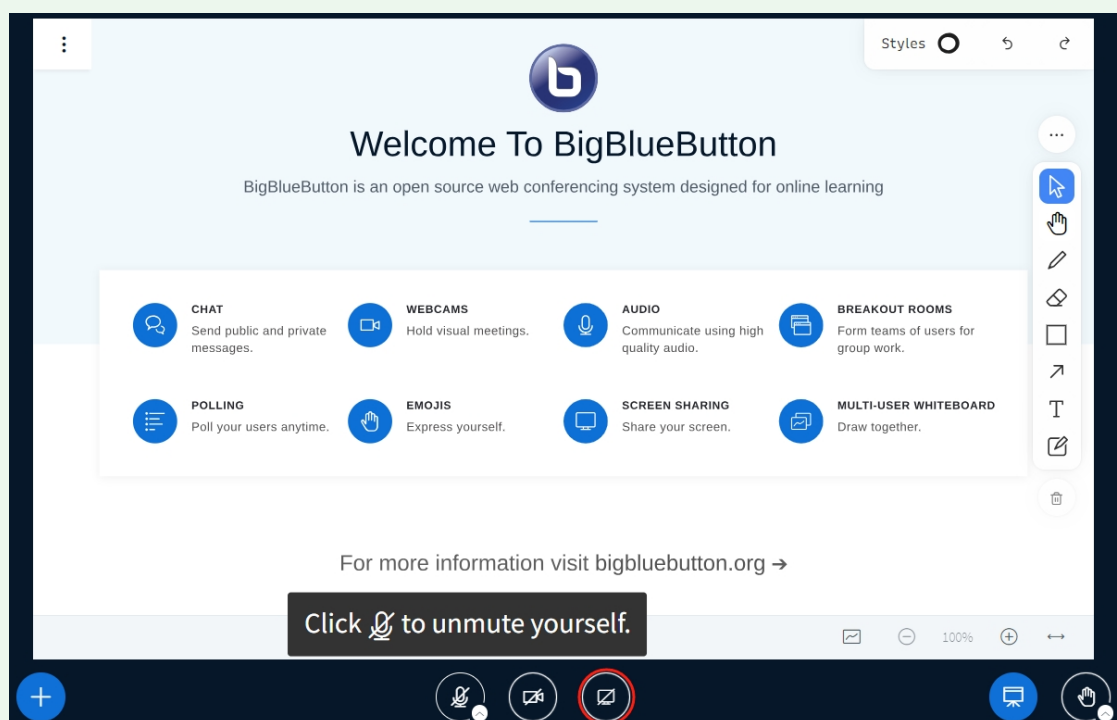 Styles
Welcome To BigBlueButton
BigBlueButton is an open source web conferencing system designed for online learning
CHAT
Send public and private
messages.
WEBCAMS
Hold visual meetings.
AUDIO
Communicate using high
quality audio.
BREAKOUT ROOMS
Form teams of users for
group work.
POLLING
Poll your users anytime.
EMOJIS
Express yourself.
SCREEN SHARING
Share your screen.
MULTI-USER WHITEBOARD
Draw together.
For more information visit bigbluebutton.org →
Click to unmute yourself.
100%